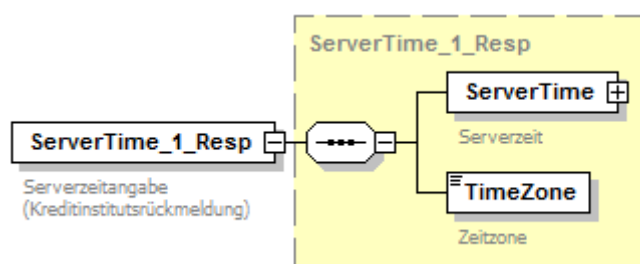 ServerTime_1_Resp
ServerTime
Serverzeit
ServerTime_1_Resp
Serverzeitangabe
(Kreditinstitutsrückmeldung)
TimeZone
Zeitzone